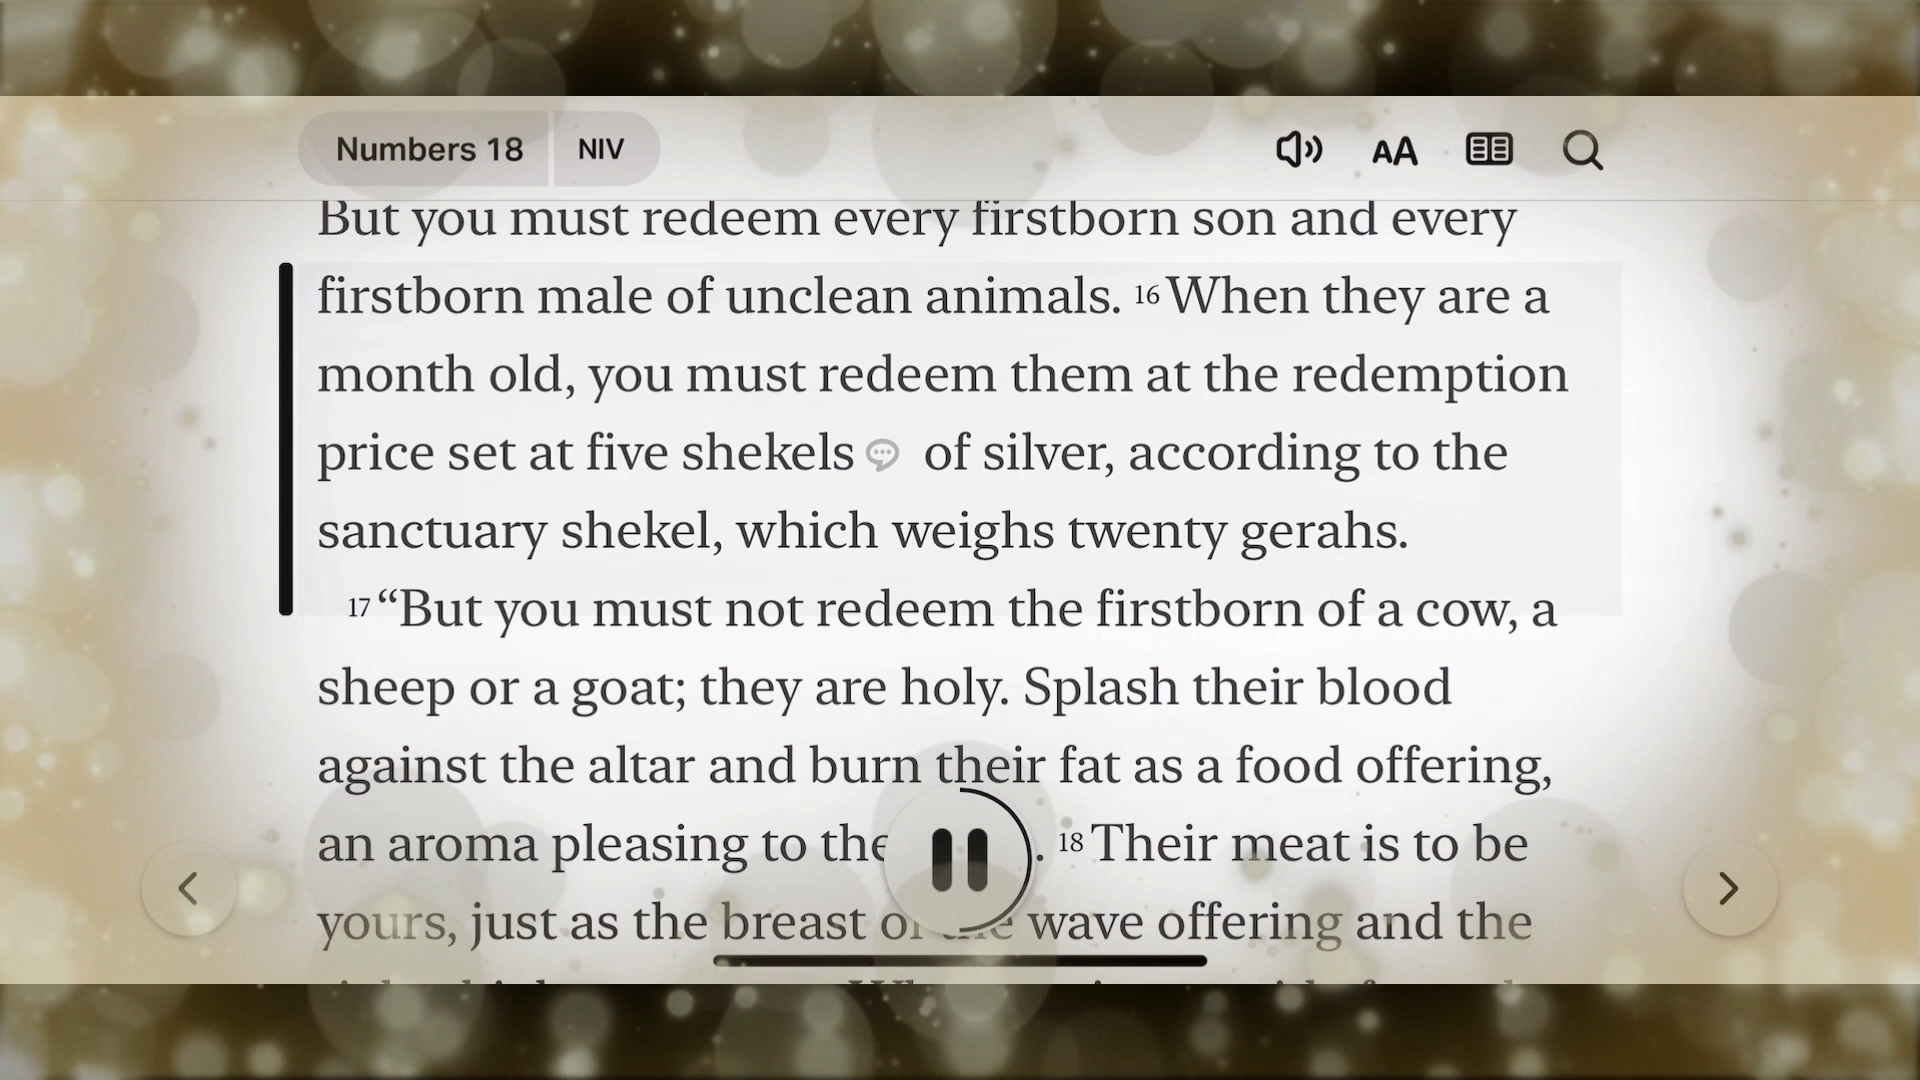 Numbers 18 NIV AA
But you must redeem every firstborn son and every
firstborn male of unclean animals. 16 When they are a
month old, you must redeem them at the redemption
price set at five shekels of silver, according to the
sanctuary shekel, which weighs twenty gerahs.
17 “But you must not redeem the firstborn of a cow, a
sheep or a goat; they are holy. Splash their blood
against the altar and burn their fat as a food offering,
an aroma pleasing to the . 18 Their meat is to be
yours, just as the breast of the wave offering and the